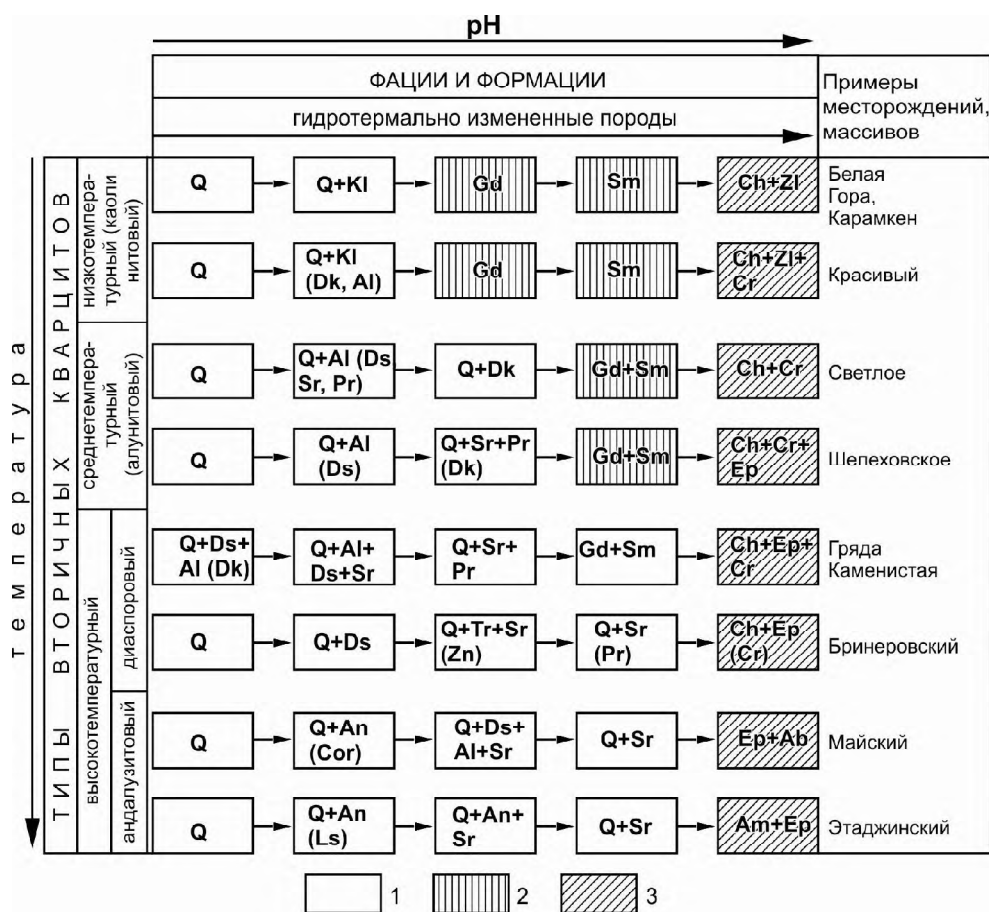 pH
ФАЦИИ И ФОРМАЦИИ
гидротермально измененные породы
Примеры
месторождений,
массивов
температура
ТИПЫ ВТОРИЧНЫХ КВАРЦИТОВ
низкотемпера-
турный (каоли
нитовый)
Q
Q+Kl
Gd
Sm
Ch+Zl
Белая
Гора,
Карамкен
Q
Q+Kl
(Dk, Al)
Gd
Sm
Ch+Zl+
Cr
Красивый
среднетемпера-
турный
(алунитовый)
Q
Q+Al (Ds
Sr, Pr)
Q+Dk
Gd+Sm
Ch+Cr
Светлое
Q
Q+Al
(Ds)
Q+Sr+Pr
(Dk)
Gd+Sm
Ch+Cr+
Ep
Шепеховское
высокотемпературный
диаспоровый
Q+Ds+
Al (Dk)
Q+Al+
Ds+Sr
Q+Sr+
Pr
Gd+Sm
Ch+Ep+
Cr
Гряда
Каменистая
Q
Q+Ds
Q+Tr+Sr
(Zn)
Q+Sr
(Pr)
Ch+Ep
(Cr)
Бринеровский
андалузитовый
Q
Q+An
(Cor)
Q+Ds+
Al+Sr
Q+Sr
Ep+Ab
Майский
Q
Q+An
(Ls)
Q+An+
Sr
Q+Sr
Am+Ep
Этаджинский
1
2
3